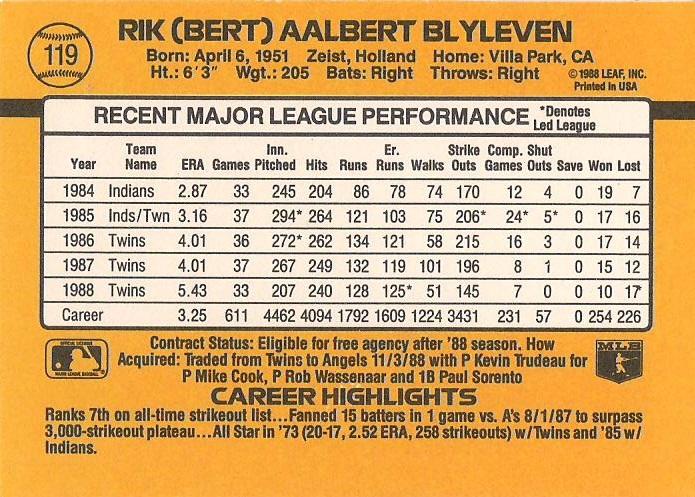 119
RIK (BERT) AALBERT BLYLEVEN
Born: April 6, 1951 Zeist, Holland Home: Villa Park, CA
Ht.: 6'3" Wgt.: 205 Bats: Right Throws: Right
©1988 LEAF, INC.
Printed in USA
RECENT MAJOR LEAGUE PERFORMANCE *Denotes Led League
Year Team Name ERA Games Inn. Pitched Hits Runs Er. Runs Walks Strike Outs Comp. Games Shut Outs Save Won Lost
1984 Indians 2.87 33 245 204 86 78 74 170 12 4 0 19 7
1985 Inds/Twn 3.16 37 294* 264 121 103 75 206* 24* 5* 0 17 16
1986 Twins 4.01 36 272* 262 134 121 58 215 16 3 0 17 14
1987 Twins 4.01 37 267 249 132 119 101 196 8 1 0 15 12
1988 Twins 5.43 33 207 240 128 125* 51 145 7 0 0 10 17*
Career 3.25 611 4462 4094 1792 1609 1224 3431 231 57 0 254 226
Contract Status: Eligible for free agency after '88 season. How
Acquired: Traded from Twins to Angels 11/3/88 with P Kevin Trudeau for
P Mike Cook, P Rob Wassenaar and 1B Paul Sorento
OFFICIAL LICENSEE
MAJOR LEAGUE BASEBALL
MLB
CAREER HIGHLIGHTS
Ranks 7th on all-time strikeout list...Fanned 15 batters in 1 game vs. A's 8/1/87 to surpass
3,000-strikeout plateau...All Star in '73 (20-17, 2.52 ERA, 258 strikeouts) w/Twins and '85 w/
Indians.